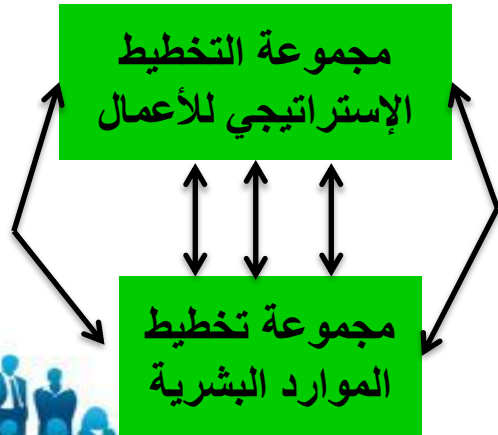 مجموعة التخطيط
الإستراتيجي للأعمال
مجموعة تخطيط
الموارد البشرية